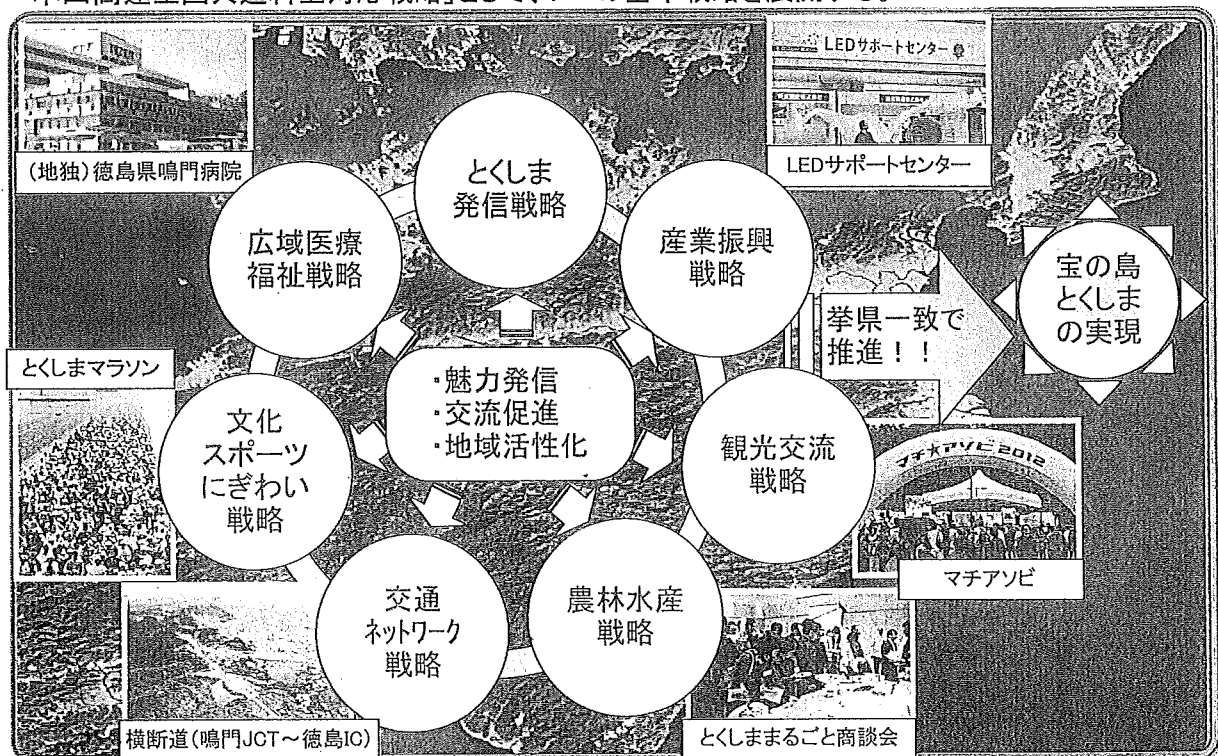 LEDサポートセンター
(地独)徳島県鳴門病院
LEDサポートセンター
とくしま
発信戦略
広域医療
福祉戦略
産業振興
戦略
宝の島
とくしま
の実現
挙県一致で
推進!!
とくしまマラソン
・魅力発信
・交流促進
・地域活性化
文化
スポーツ
にぎわい
戦略
観光交流
戦略
マチ★アソビ2012
マチアソビ
交通
ネットワーク
戦略
農林水産
戦略
横断道(鳴門JCT～徳島IC)
とくしままるごと商談会